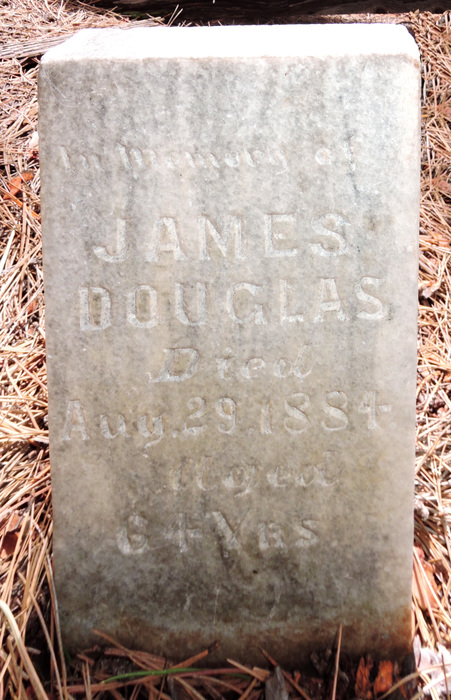 In Memory of
JAMES
DOUGLAS
Died
Aug. 29, 1884
Aged
64 Yrs